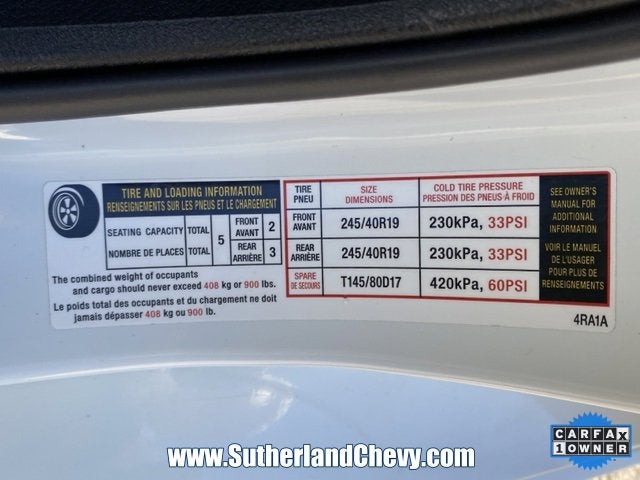 TIRE AND LOADING INFORMATION
RENSEIGNEMENTS SUR LES PNEUS ET LE CHARGEMENT
SEATING CAPACITY TOTAL 5 FRONT AVANT 2
NOMBRE DE PLACES TOTAL REAR ARRIÈRE 3
The combined weight of occupants
and cargo should never exceed 408 kg or 900 lbs.
Le poids total des occupants et du chargement ne doit
jamais dépasser 408 kg ou 900 lb.
TIRE PNEU SIZE DIMENSIONS COLD TIRE PRESSURE PRESSION DES PNEUS À FROID
FRONT AVANT 245/40R19 230kPa, 33PSI
REAR ARRIÈRE 245/40R19 230kPa, 33PSI
SPARE DE SECOURS T145/80D17 420kPa, 60PSI
SEE OWNER'S
MANUAL FOR
ADDITIONAL
INFORMATION
VOIR LE MANUEL
DE L'USAGER
POUR PLUS DE
RENSEIGNEMENTS
4RA1A
www.SutherlandChevy.com
CARFAX
1 OWNER